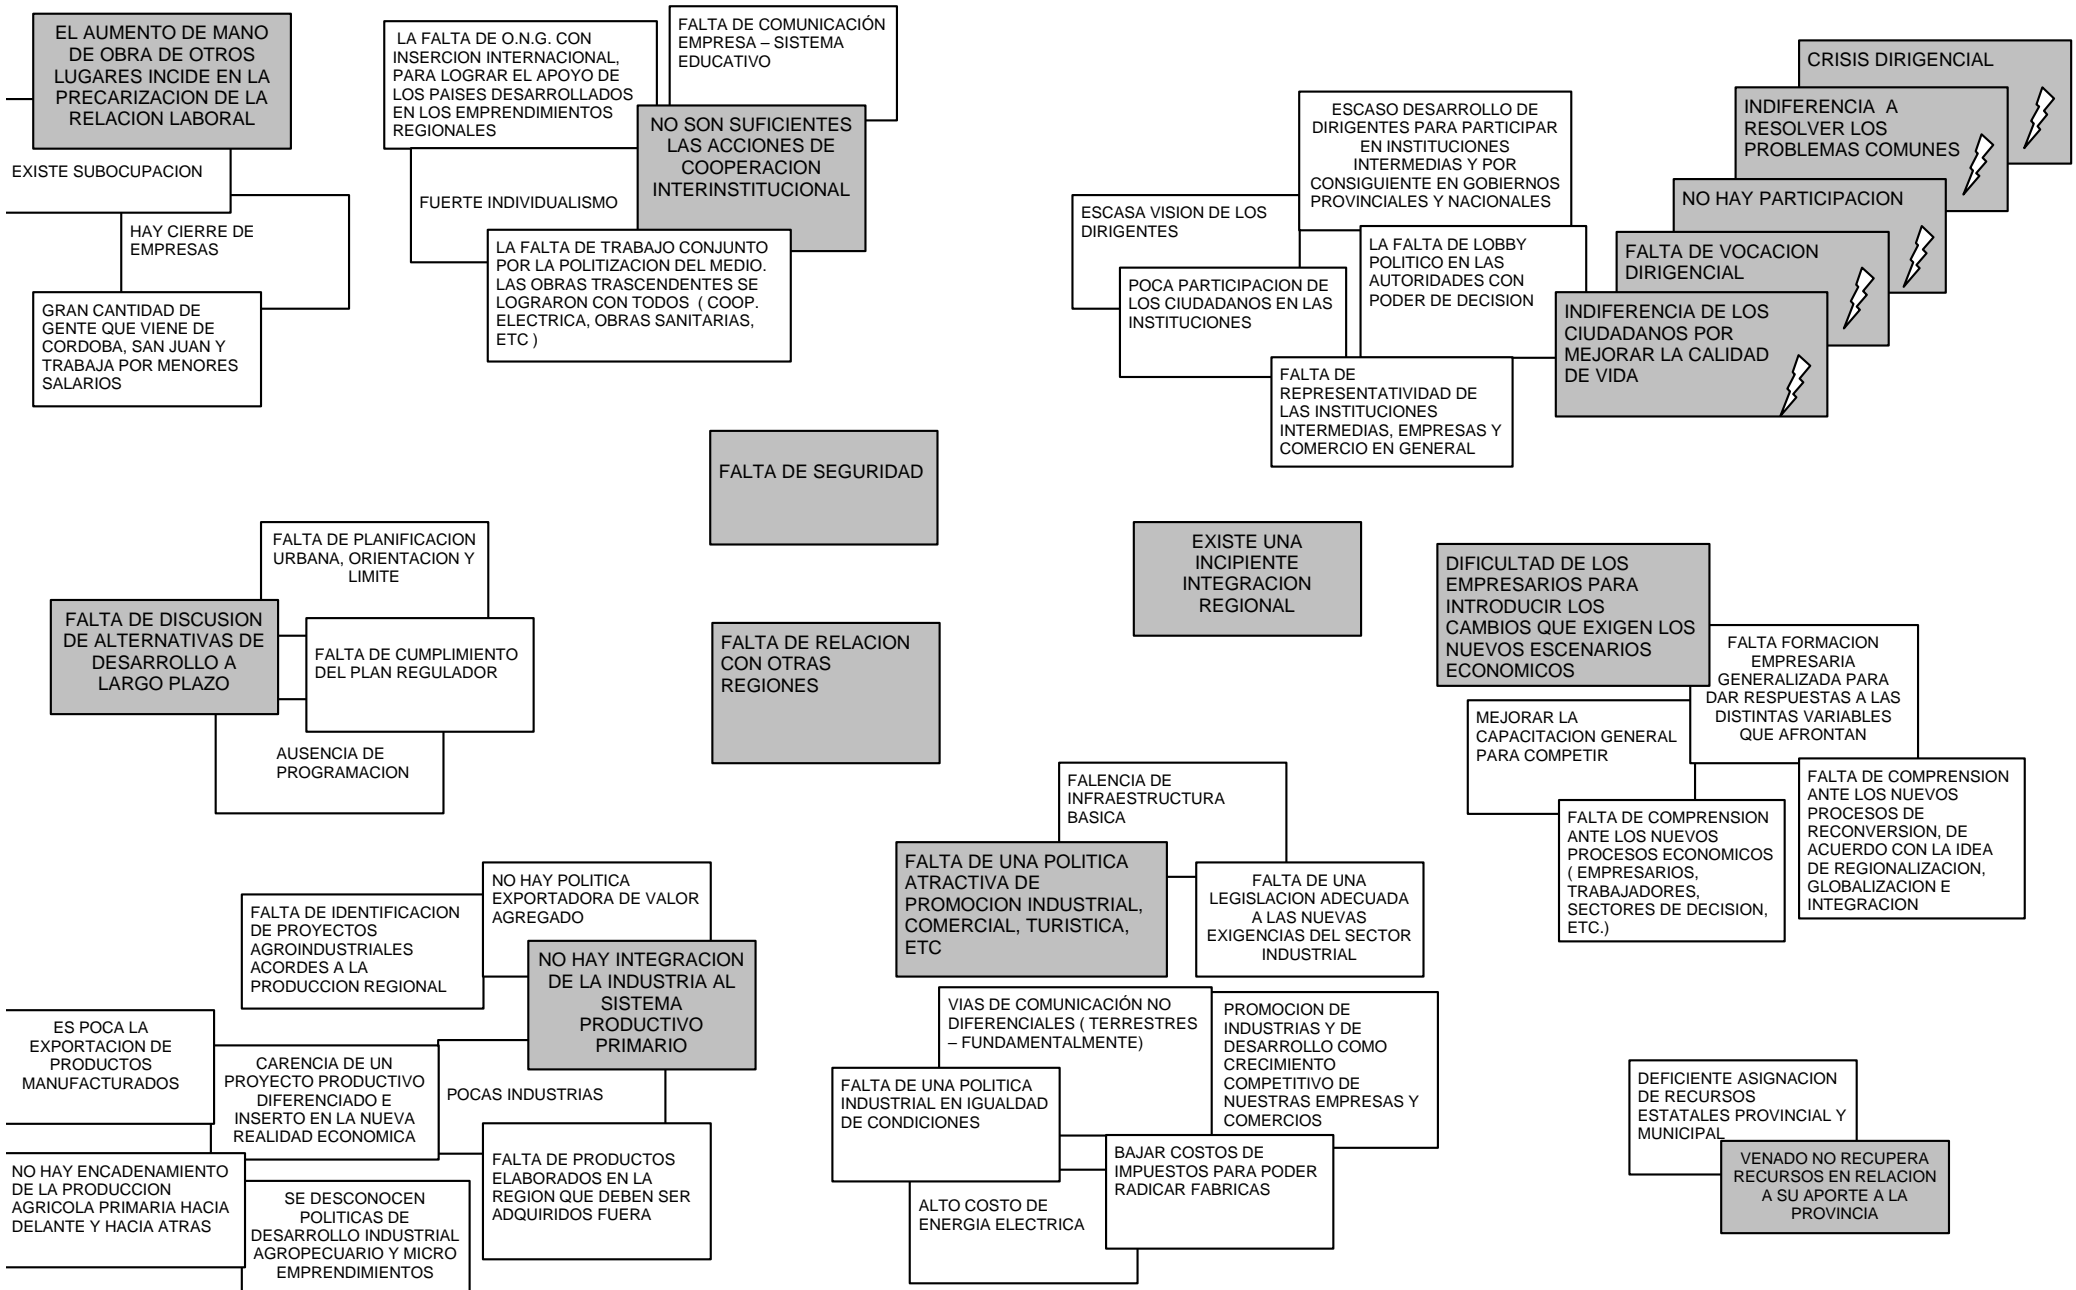 EL AUMENTO DE MANO
DE OBRA DE OTROS
LUGARES INCIDE EN LA
PRECARIZACION DE LA
RELACION LABORAL
EXISTE SUBOCUPACION
HAY CIERRE DE
EMPRESAS
GRAN CANTIDAD DE
GENTE QUE VIENE DE
CORDOBA, SAN JUAN Y
TRABAJA POR MENORES
SALARIOS
LA FALTA DE O.N.G. CON
INSERCION INTERNACIONAL,
PARA LOGRAR EL APOYO DE
LOS PAISES DESARROLLADOS
EN LOS EMPRENDIMIENTOS
REGIONALES
FALTA DE COMUNICACIÓN
EMPRESA – SISTEMA
EDUCATIVO
NO SON SUFICIENTES
LAS ACCIONES DE
COOPERACION
INTERINSTITUCIONAL
FUERTE INDIVIDUALISMO
LA FALTA DE TRABAJO CONJUNTO
POR LA POLITIZACION DEL MEDIO.
LAS OBRAS TRASCENDENTES SE
LOGRARON CON TODOS ( COOP.
ELECTRICA, OBRAS SANITARIAS,
ETC )
ESCASO DESARROLLO DE
DIRIGENTES PARA PARTICIPAR
EN INSTITUCIONES
INTERMEDIAS Y POR
CONSIGUIENTE EN GOBIERNOS
PROVINCIALES Y NACIONALES
ESCASA VISION DE LOS
DIRIGENTES
POCA PARTICIPACION DE
LOS CIUDADANOS EN LAS
INSTITUCIONES
LA FALTA DE LOBBY
POLITICO EN LAS
AUTORIDADES CON
PODER DE DECISION
FALTA DE
REPRESENTATIVIDAD DE
LAS INSTITUCIONES
INTERMEDIAS, EMPRESAS Y
COMERCIO EN GENERAL
CRISIS DIRIGENCIAL
INDIFERENCIA A
RESOLVER LOS
PROBLEMAS COMUNES
NO HAY PARTICIPACION
FALTA DE VOCACION
DIRIGENCIAL
INDIFERENCIA DE LOS
CIUDADANOS POR
MEJORAR LA CALIDAD
DE VIDA
FALTA DE SEGURIDAD
FALTA DE PLANIFICACION
URBANA, ORIENTACION Y
LIMITE
FALTA DE DISCUSION
DE ALTERNATIVAS DE
DESARROLLO A
LARGO PLAZO
FALTA DE CUMPLIMIENTO
DEL PLAN REGULADOR
AUSENCIA DE
PROGRAMACION
FALTA DE RELACION
CON OTRAS
REGIONES
EXISTE UNA
INCIPIENTE
INTEGRACION
REGIONAL
DIFICULTAD DE LOS
EMPRESARIOS PARA
INTRODUCIR LOS
CAMBIOS QUE EXIGEN LOS
NUEVOS ESCENARIOS
ECONOMICOS
FALTA FORMACION
EMPRESARIA
GENERALIZADA PARA
DAR RESPUESTAS A LAS
DISTINTAS VARIABLES
QUE AFRONTAN
MEJORAR LA
CAPACITACION GENERAL
PARA COMPETIR
FALTA DE COMPRENSION
ANTE LOS NUEVOS
PROCESOS ECONOMICOS
( EMPRESARIOS,
TRABAJADORES,
SECTORES DE DECISION,
ETC.)
FALTA DE COMPRENSION
ANTE LOS NUEVOS
PROCESOS DE
RECONVERSION, DE
ACUERDO CON LA IDEA
DE REGIONALIZACION,
GLOBALIZACION E
INTEGRACION
FALENCIA DE
INFRAESTRUCTURA
BASICA
FALTA DE UNA POLITICA
ATRACTIVA DE
PROMOCION INDUSTRIAL,
COMERCIAL, TURISTICA,
ETC
FALTA DE UNA
LEGISLACION ADECUADA
A LAS NUEVAS
EXIGENCIAS DEL SECTOR
INDUSTRIAL
VIAS DE COMUNICACIÓN NO
DIFERENCIALES ( TERRESTRES
– FUNDAMENTALMENTE)
PROMOCION DE
INDUSTRIAS Y DE
DESARROLLO COMO
CRECIMIENTO
COMPETITIVO DE
NUESTRAS EMPRESAS Y
COMERCIOS
FALTA DE UNA POLITICA
INDUSTRIAL EN IGUALDAD
DE CONDICIONES
BAJAR COSTOS DE
IMPUESTOS PARA PODER
RADICAR FABRICAS
ALTO COSTO DE
ENERGIA ELECTRICA
NO HAY POLITICA
EXPORTADORA DE VALOR
AGREGADO
FALTA DE IDENTIFICACION
DE PROYECTOS
AGROINDUSTRIALES
ACORDES A LA
PRODUCCION REGIONAL
NO HAY INTEGRACION
DE LA INDUSTRIA AL
SISTEMA
PRODUCTIVO
PRIMARIO
ES POCA LA
EXPORTACION DE
PRODUCTOS
MANUFACTURADOS
CARENCIA DE UN
PROYECTO PRODUCTIVO
DIFERENCIADO E
INSERTO EN LA NUEVA
REALIDAD ECONOMICA
POCAS INDUSTRIAS
NO HAY ENCADENAMIENTO
DE LA PRODUCCION
AGRICOLA PRIMARIA HACIA
DELANTE Y HACIA ATRAS
SE DESCONOCEN
POLITICAS DE
DESARROLLO INDUSTRIAL
AGROPECUARIO Y MICRO
EMPRENDIMIENTOS
FALTA DE PRODUCTOS
ELABORADOS EN LA
REGION QUE DEBEN SER
ADQUIRIDOS FUERA
DEFICIENTE ASIGNACION
DE RECURSOS
ESTATALES PROVINCIAL Y
MUNICIPAL
VENADO NO RECUPERA
RECURSOS EN RELACION
A SU APORTE A LA
PROVINCIA